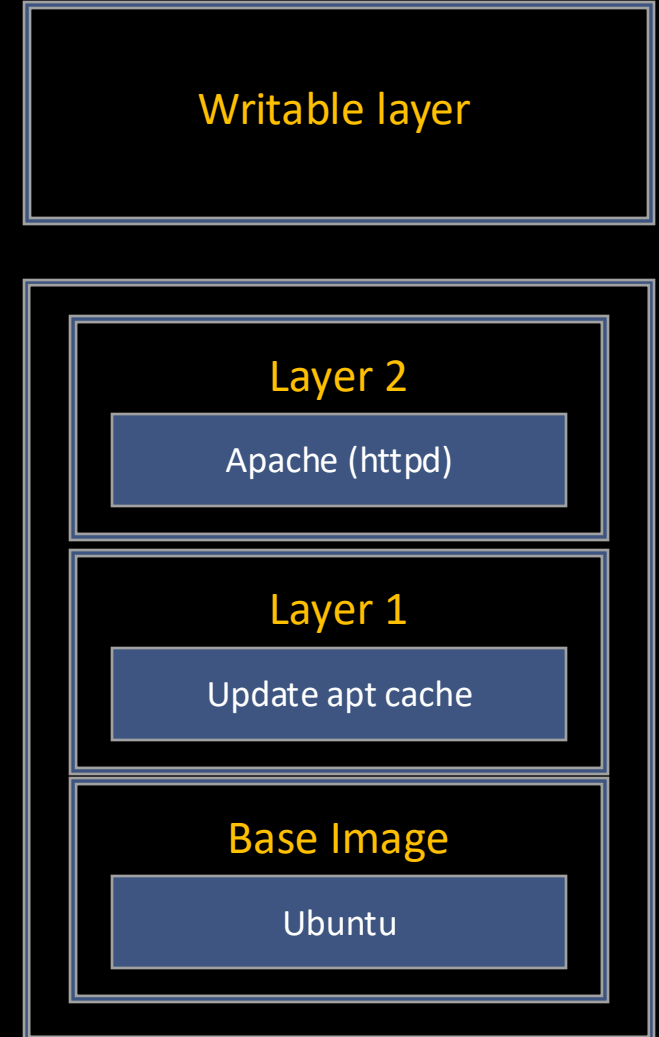 Writable layer
Layer 2
Apache (httpd)
Layer 1
Update apt cache
Base Image
Ubuntu